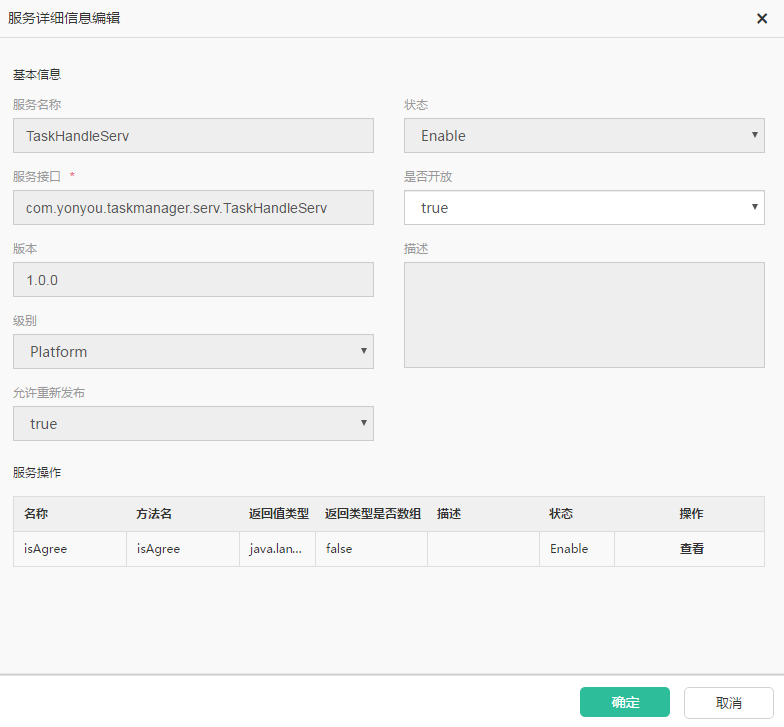 服务详细信息编辑 ×
基本信息
服务名称 状态
TaskHandleServ Enable
服务接口 * 是否开放
com.yonyou.taskmanager.serv.TaskHandleServ true
版本 描述
1.0.0
级别
Platform
允许重新发布
true
服务操作
名称 方法名 返回值类型 返回类型是否数组 描述 状态 操作
isAgree isAgree java.lan... false Enable 查看
确定 取消